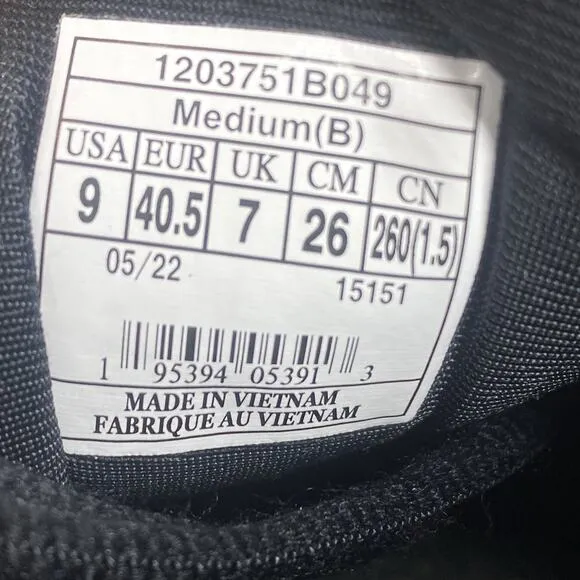 1203751B049
Medium(B)
USA EUR UK CM CN
9 40.5 7 26 260(1.5)
05/22
15151
1 95394 05391 3
MADE IN VIETNAM
FABRIQUE AU VIETNAM